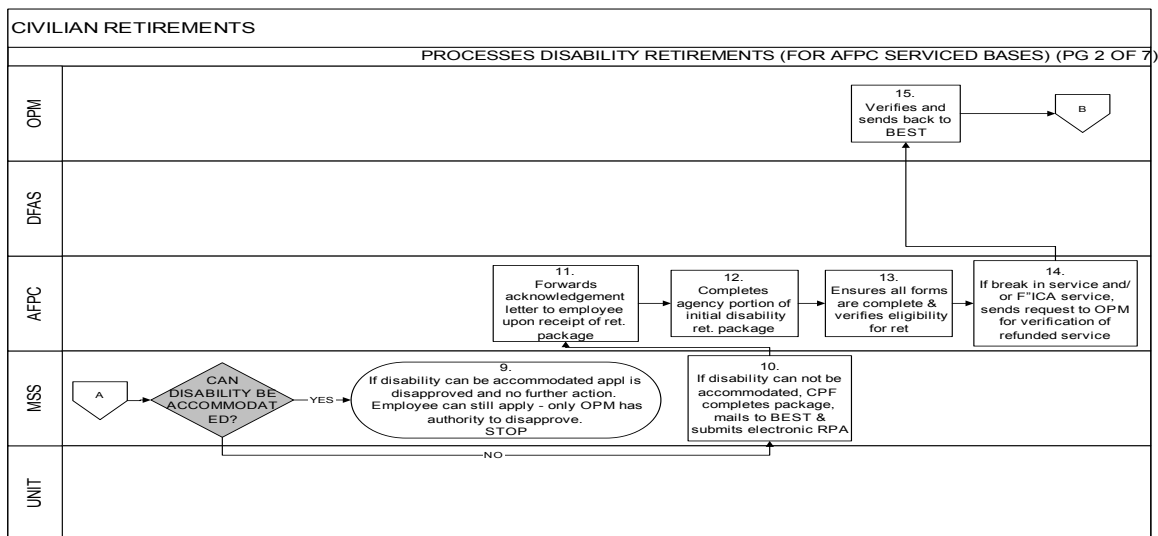 CIVILIAN RETIREMENTS
PROCESSES DISABILITY RETIREMENTS (FOR AFPC SERVICED BASES) (PG 2 OF 7)
OPM
15.
Verifies and
sends back to
BEST
B
DFAS
AFPC
11.
Forwards
acknowledgement
letter to employee
upon receipt of ret.
package
12.
Completes
agency portion of
initial disability
ret. package
13.
Ensures all forms
are complete &
verifies eligibility
for ret
14.
If break in service and/
or F"ICA service,
sends request to OPM
for verification of
refunded service
MSS
A
CAN
DISABILITY BE
ACCOMMODAT
ED?
YES
9.
If disability can be accommodated appl is
disapproved and no further action.
Employee can still apply - only OPM has
authority to disapprove.
STOP
10.
If disability can not be
accommodated, CPF
completes package,
mails to BEST &
submits electronic RPA
NO
UNIT